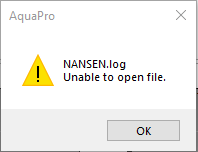 AquaPro
NANSEN.log
Unable to open file.
OK